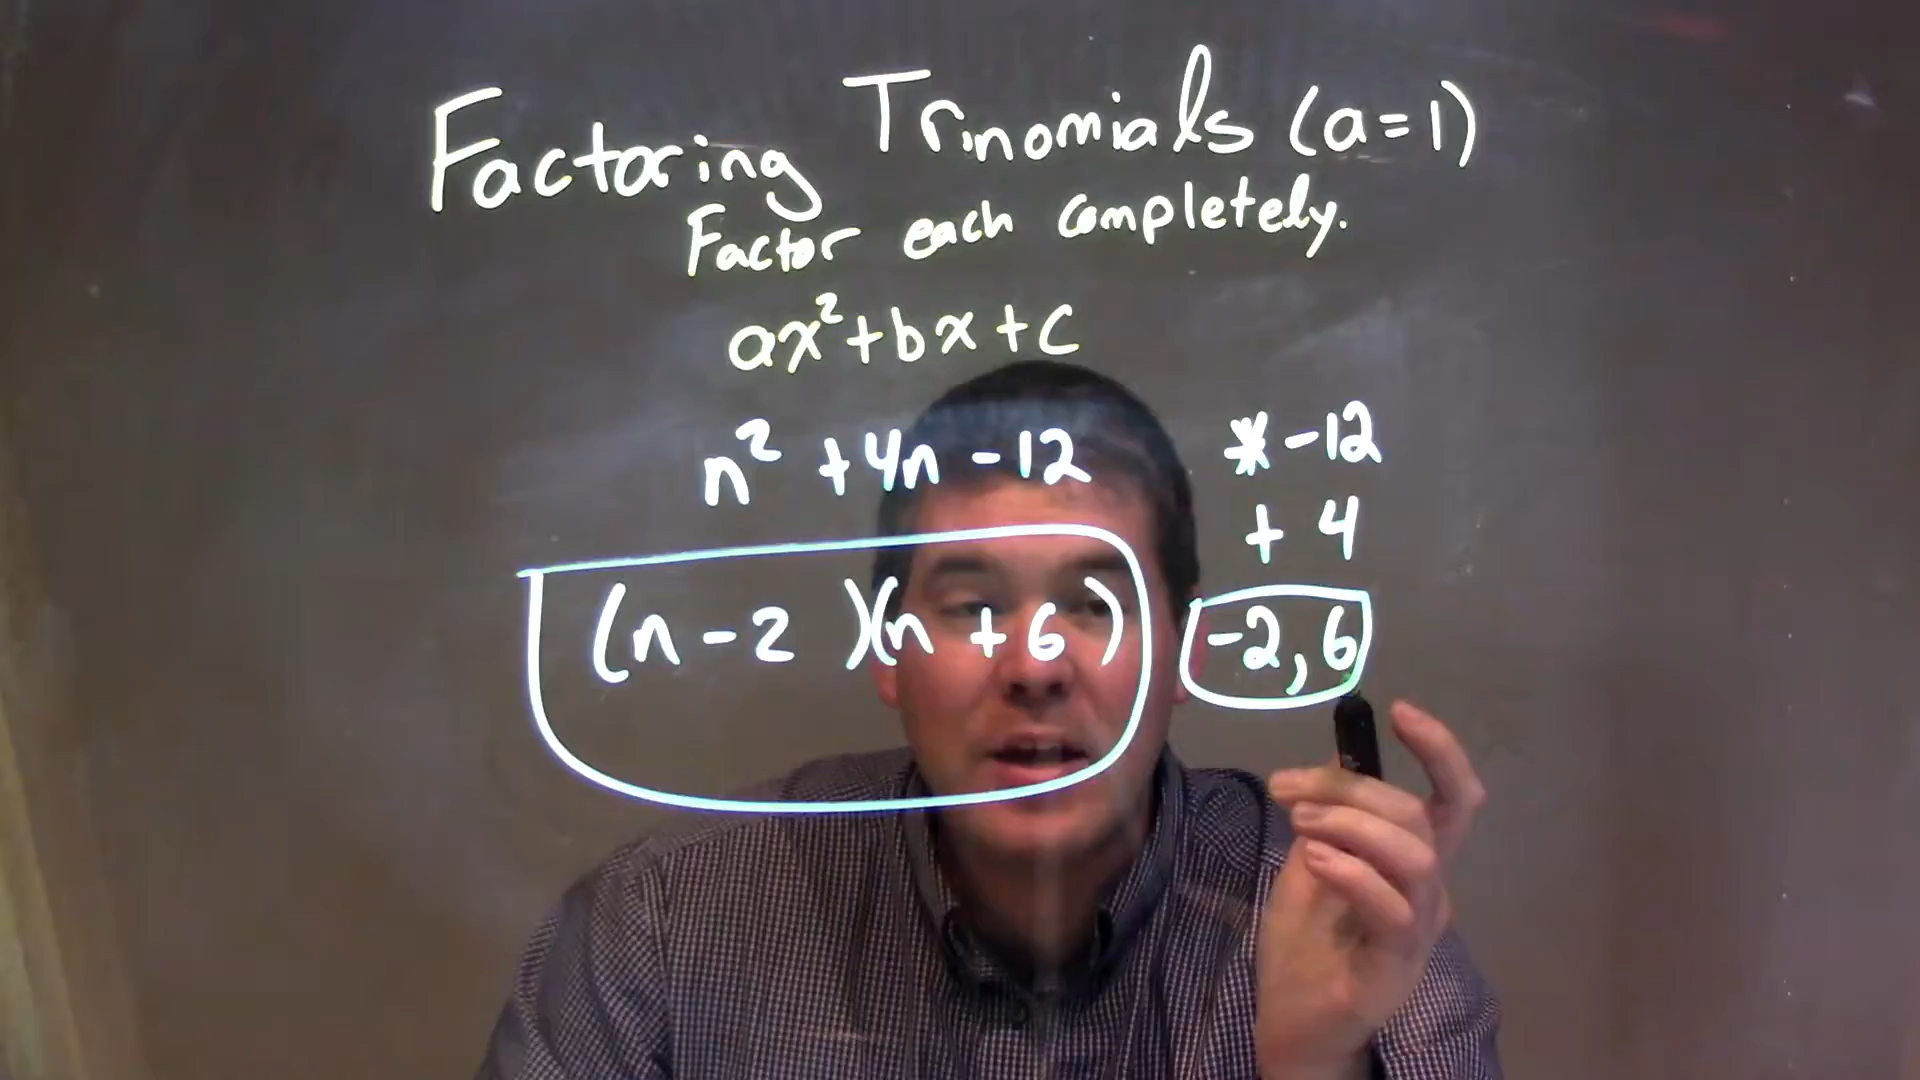 Factoring Trinomials (a=1)
Factor each completely.
ax²+bx+c
n² +4n -12
* -12
+ 4
(n-2)(n+6)
-2,6